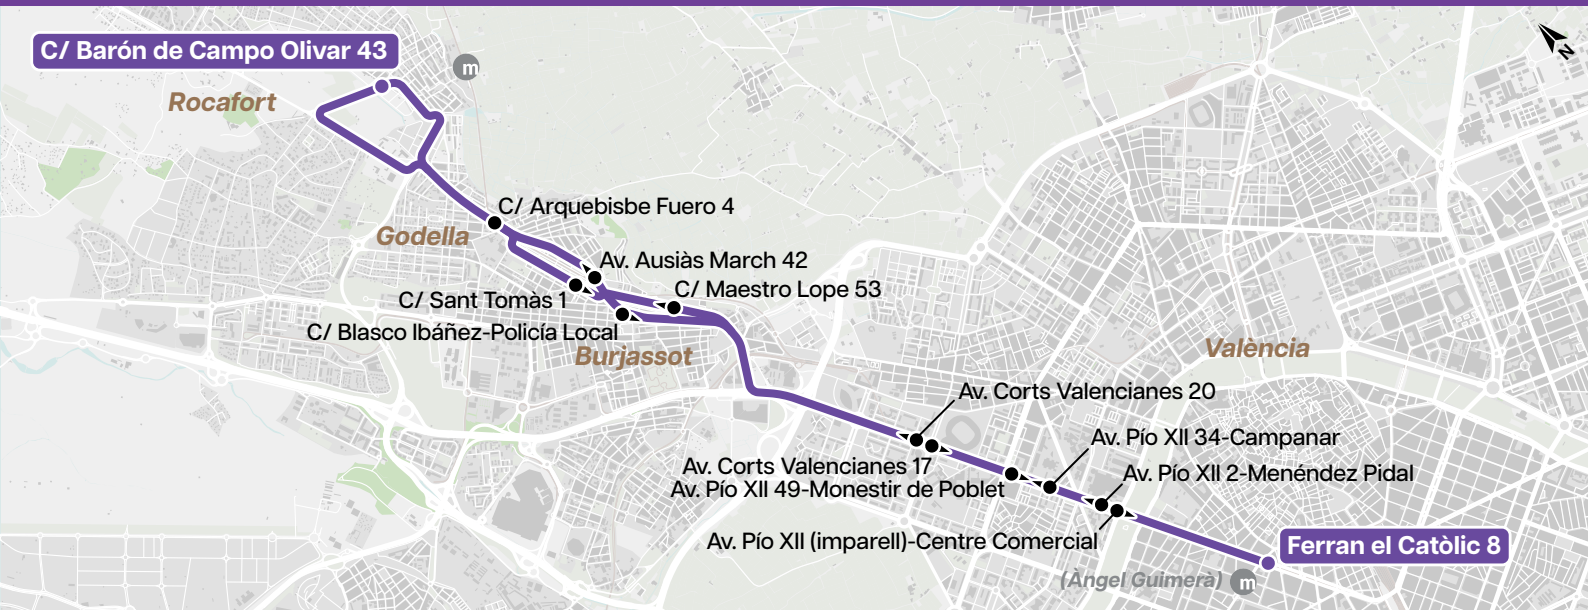 C/ Barón de Campo Olivar 43
m
Rocafort
N
C/ Arquebisbe Fuero 4
Godella
Av. Ausiàs March 42
C/ Maestro Lope 53
C/ Sant Tomàs 1
C/ Blasco Ibáñez-Policía Local
Burjassot
València
Av. Corts Valencianes 20
Av. Pío XII 34-Campanar
Av. Corts Valencianes 17
Av. Pío XII 2-Menéndez Pidal
Av. Pío XII 49-Monestir de Poblet
Av. Pío XII (imparell)-Centre Comercial
Ferran el Catòlic 8
(Àngel Guimerà) m